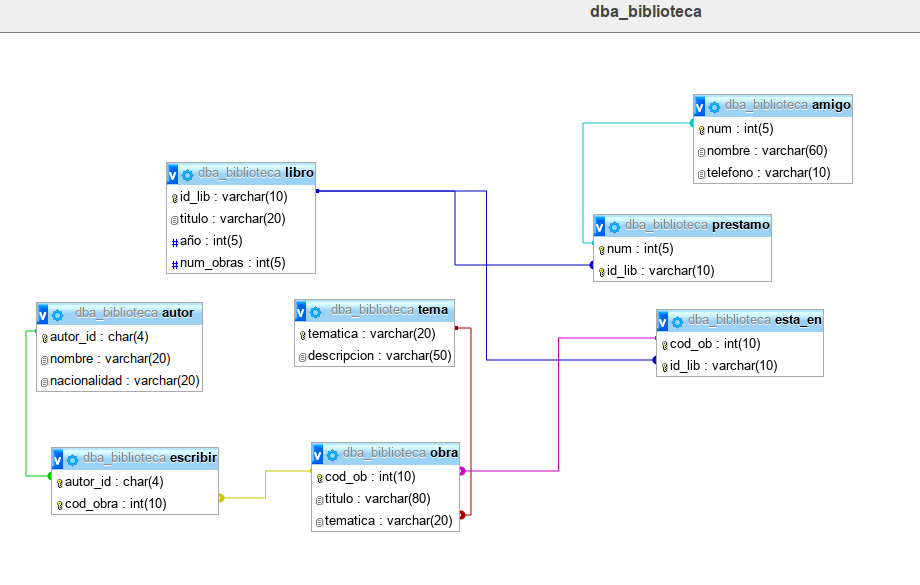 dba_biblioteca
dba_biblioteca amigo
num : int(5)
nombre : varchar(60)
telefono : varchar(10)
dba_biblioteca libro
id_lib : varchar(10)
titulo : varchar(20)
# año : int(5)
# num_obras : int(5)
dba_biblioteca prestamo
num : int(5)
id_lib : varchar(10)
dba_biblioteca autor
autor_id : char(4)
nombre : varchar(20)
nacionalidad : varchar(20)
dba_biblioteca tema
tematica : varchar(20)
descripcion : varchar(50)
dba_biblioteca esta_en
cod_ob : int(10)
id_lib : varchar(10)
dba_biblioteca escribir
autor_id : char(4)
cod_obra : int(10)
dba_biblioteca obra
cod_ob : int(10)
titulo : varchar(80)
tematica : varchar(20)